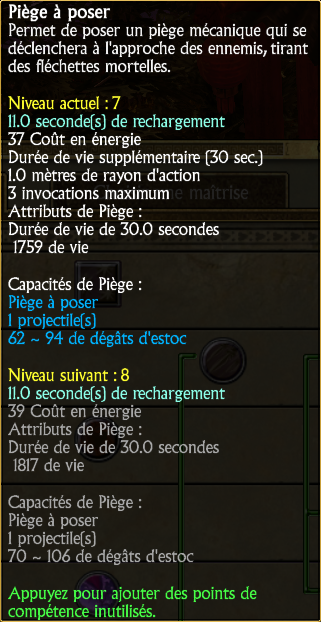 Piège à poser
Permet de poser un piège mécanique qui se
déclenchera à l'approche des ennemis, tirant
des fléchettes mortelles.
Niveau actuel : 7
11.0 seconde(s) de rechargement
37 Coût en énergie
Durée de vie supplémentaire (30 sec.)
1.0 mètres de rayon d'action
3 invocations maximum
Attributs de Piège :
Durée de vie de 30.0 secondes
1759 de vie
Capacités de Piège :
Piège à poser
1 projectile(s)
62 ~ 94 de dégâts d'estoc
Niveau suivant : 8
11.0 seconde(s) de rechargement
39 Coût en énergie
Attributs de Piège :
Durée de vie de 30.0 secondes
1817 de vie
Capacités de Piège :
Piège à poser
1 projectile(s)
70 ~ 106 de dégâts d'estoc
Appuyez pour ajouter des points de
compétence inutilisés.